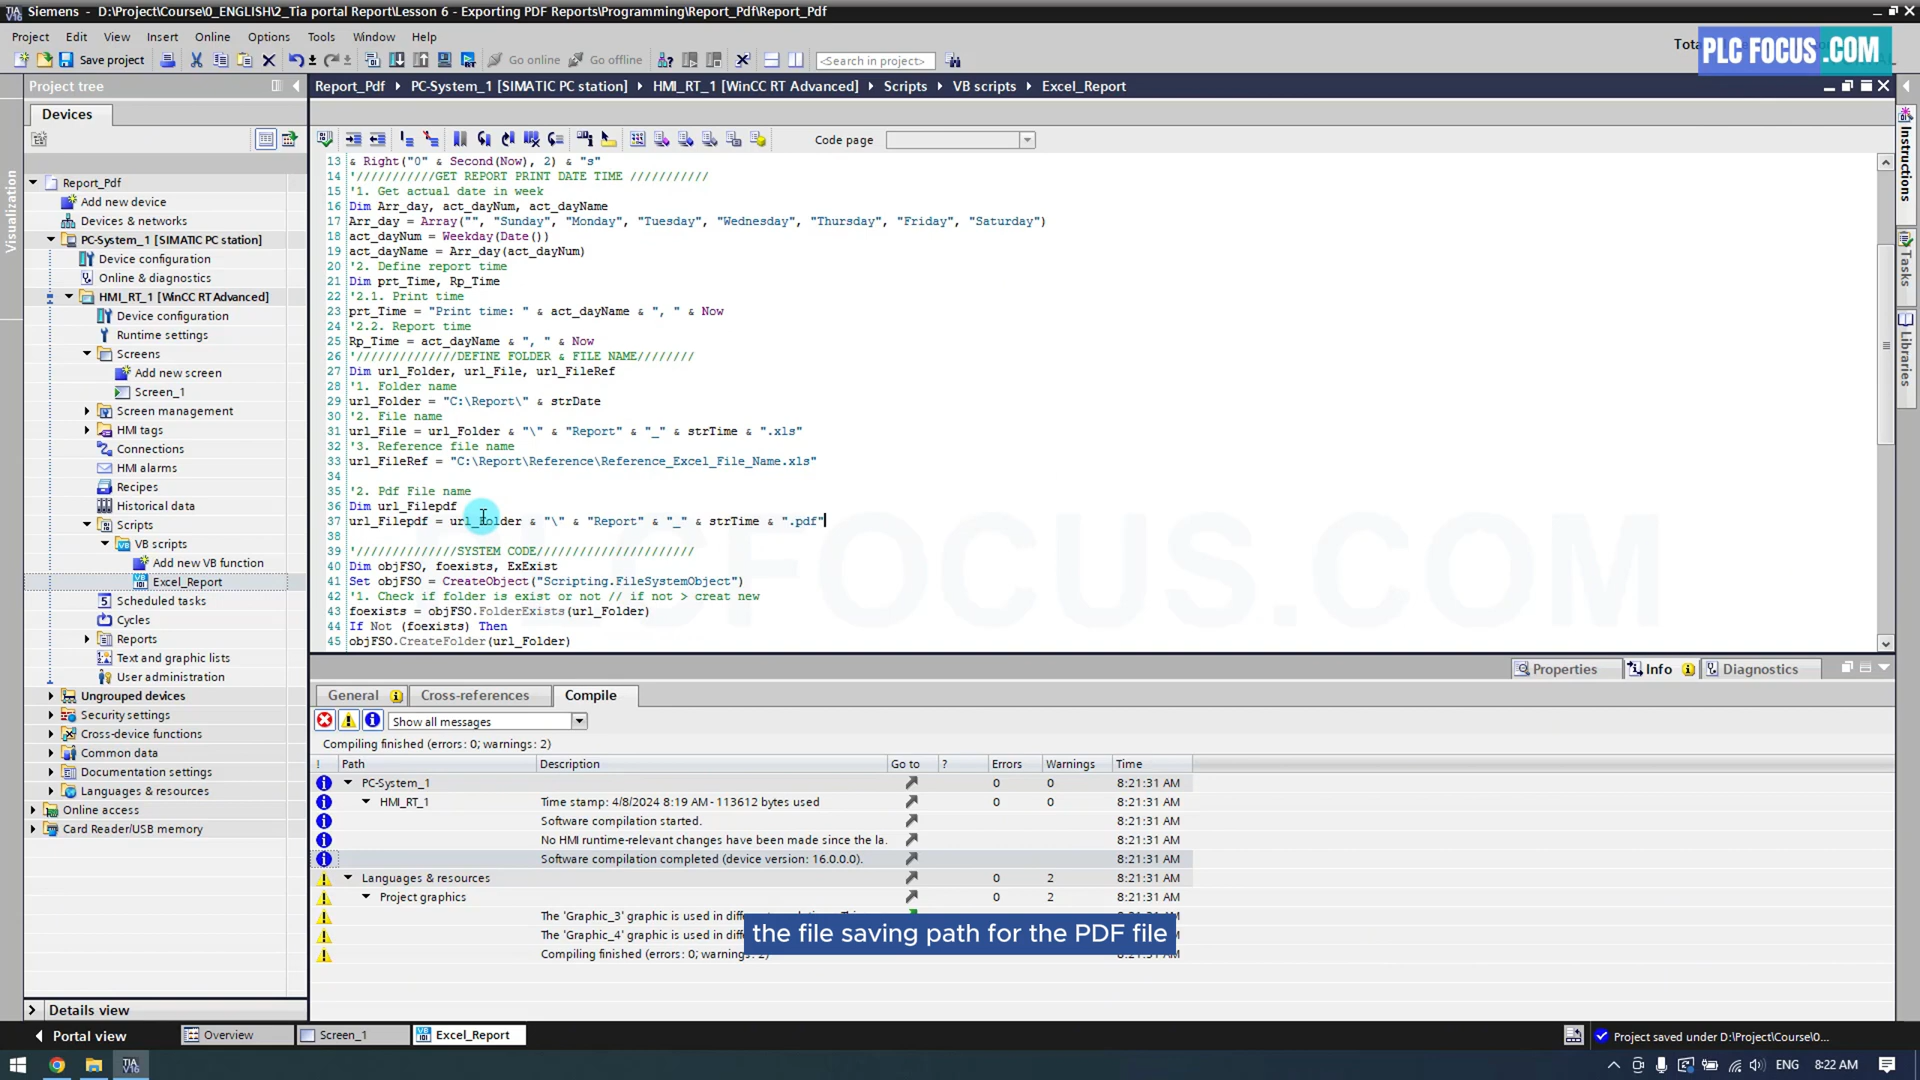 Siemens - D:\Project\Course\0_ENGLISH\2_Tia portal Report\Lesson 6 - Exporting PDF Reports\Programming\Report_Pdf\Report_Pdf
Project Edit View Insert Online Options Tools Window Help
Tota
PLC FOCUS .COM
Save project
Go online
Go offline
<Search in project>
Project tree
Report_Pdf
PC-System_1 [SIMATIC PC station]
HMI_RT_1 [WinCC RT Advanced]
Scripts
VB scripts
Excel_Report
Devices
Code page
Visualization
Report_Pdf
Add new device
Devices & networks
PC-System_1 [SIMATIC PC station]
Device configuration
Online & diagnostics
HMI_RT_1 [WinCC RT Advanced]
Device configuration
Runtime settings
Screens
Add new screen
Screen_1
Screen management
HMI tags
Connections
HMI alarms
Recipes
Historical data
Scripts
VB scripts
Add new VB function
Excel_Report
Scheduled tasks
Cycles
Reports
Text and graphic lists
User administration
Ungrouped devices
Security settings
Cross-device functions
Common data
Documentation settings
Languages & resources
Online access
Card Reader/USB memory
13 & Right("0" & Second(Now), 2) & "s"
14 '///////////GET REPORT PRINT DATE TIME ///////////
15 '1. Get actual date in week
16 Dim Arr_day, act_dayNum, act_dayName
17 Arr_day = Array("", "Sunday", "Monday", "Tuesday", "Wednesday", "Thursday", "Friday", "Saturday")
18 act_dayNum = Weekday(Date())
19 act_dayName = Arr_day(act_dayNum)
20 '2. Define report time
21 Dim prt_Time, Rp_Time
22 '2.1. Print time
23 prt_Time = "Print time: " & act_dayName & ", " & Now
24 '2.2. Report time
25 Rp_Time = act_dayName & ", " & Now
26 '//////////////DEFINE FOLDER & FILE NAME////////
27 Dim url_Folder, url_File, url_FileRef
28 '1. Folder name
29 url_Folder = "C:\Report\" & strDate
30 '2. File name
31 url_File = url_Folder & "\" & "Report" & "_" & strTime & ".xls"
32 '3. Reference file name
33 url_FileRef = "C:\Report\Reference\Reference_Excel_File_Name.xls"
34
35 '2. Pdf File name
36 Dim url_Filepdf
37 url_Filepdf = url_Folder & "\" & "Report" & "_" & strTime & ".pdf"
38
39 '//////////////SYSTEM CODE//////////////////////
40 Dim objFSO, foexists, ExExist
41 Set objFSO = CreateObject("Scripting.FileSystemObject")
42 '1. Check if folder is exist or not // if not > creat new
43 foexists = objFSO.FolderExists(url_Folder)
44 If Not (foexists) Then
45 objFSO.CreateFolder(url_Folder)
PLCFOCUS.COM
Instructions
Tasks
Libraries
Properties
Info
Diagnostics
General
Cross-references
Compile
Show all messages
Compiling finished (errors: 0; warnings: 2)
! Path Description Go to ? Errors Warnings Time
PC-System_1 0 0 8:21:31 AM
HMI_RT_1 Time stamp: 4/8/2024 8:19 AM - 113612 bytes used 0 0 8:21:31 AM
Software compilation started. 8:21:31 AM
No HMI runtime-relevant changes have been made since the la. 8:21:31 AM
Software compilation completed (device version: 16.0.0.0). 8:21:31 AM
Languages & resources 0 2 8:21:31 AM
Project graphics 0 2 8:21:31 AM
The 'Graphic_3' graphic is used in diff
The 'Graphic_4' graphic is used in diff
Compiling finished (errors: 0; warnings: 2) 8:21:31 AM
the file saving path for the PDF file
Details view
Portal view
Overview
Screen_1
Excel_Report
Project saved under D:\Project\Course\0...
ENG
8:22 AM